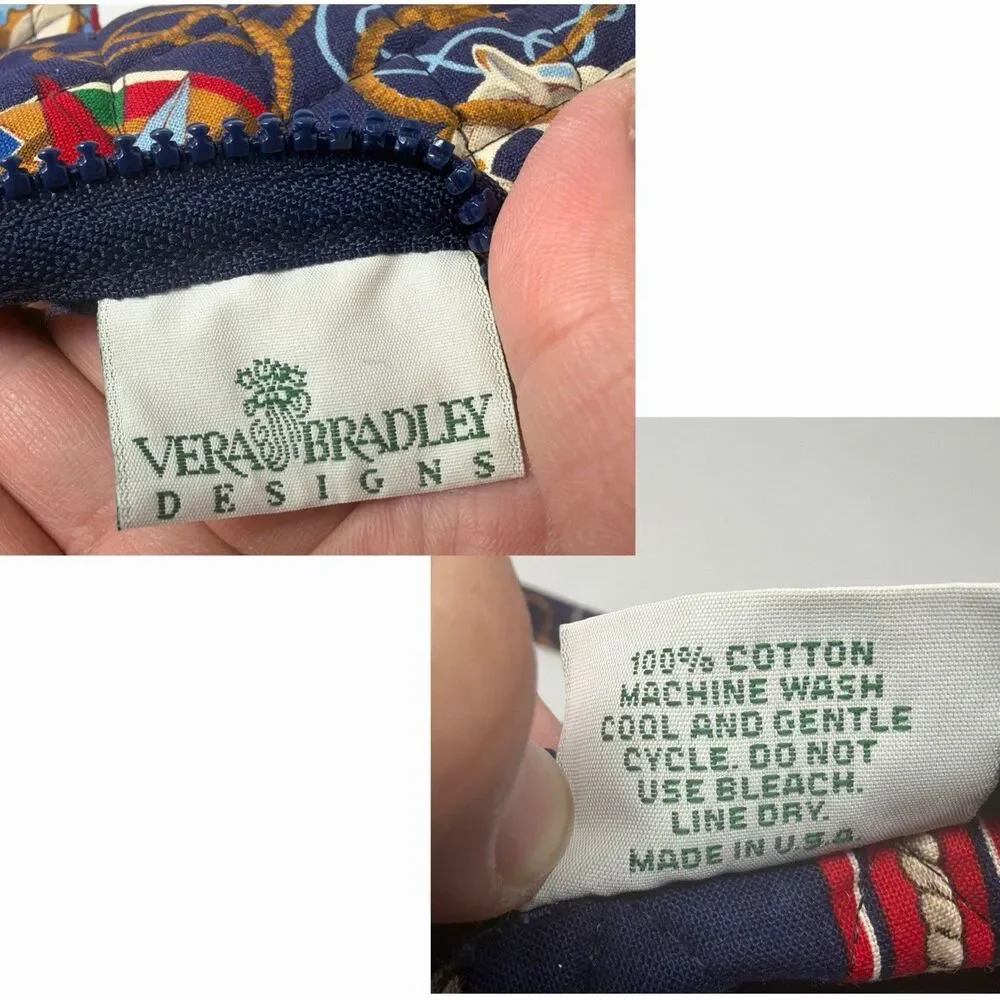 VERA BRADLEY
DESIGNS
100% COTTON
MACHINE WASH
COOL AND GENTLE
CYCLE. DO NOT
USE BLEACH.
LINE DRY.
MADE IN U.S.A.